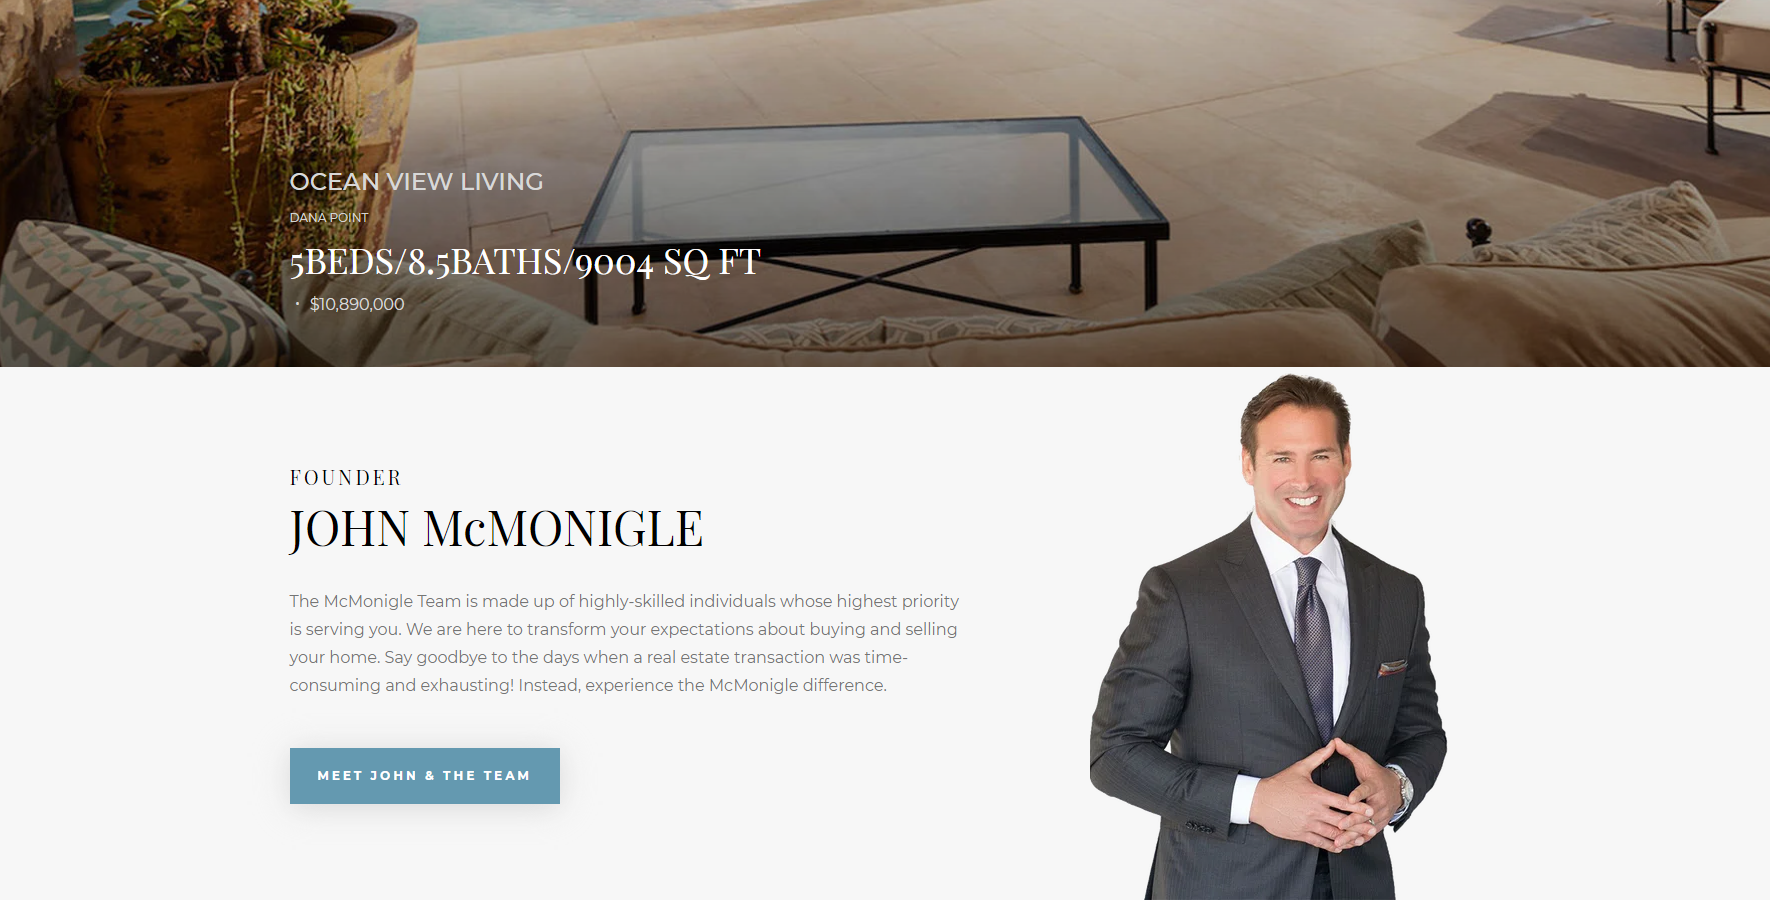 OCEAN VIEW LIVING
DANA POINT
5BEDS/8.5BATHS/9004 SQ FT
· $10,890,000
FOUNDER
JOHN McMONIGLE
The McMonigle Team is made up of highly-skilled individuals whose highest priority
is serving you. We are here to transform your expectations about buying and selling
your home. Say goodbye to the days when a real estate transaction was time-
consuming and exhausting! Instead, experience the McMonigle difference.
MEET JOHN & THE TEAM